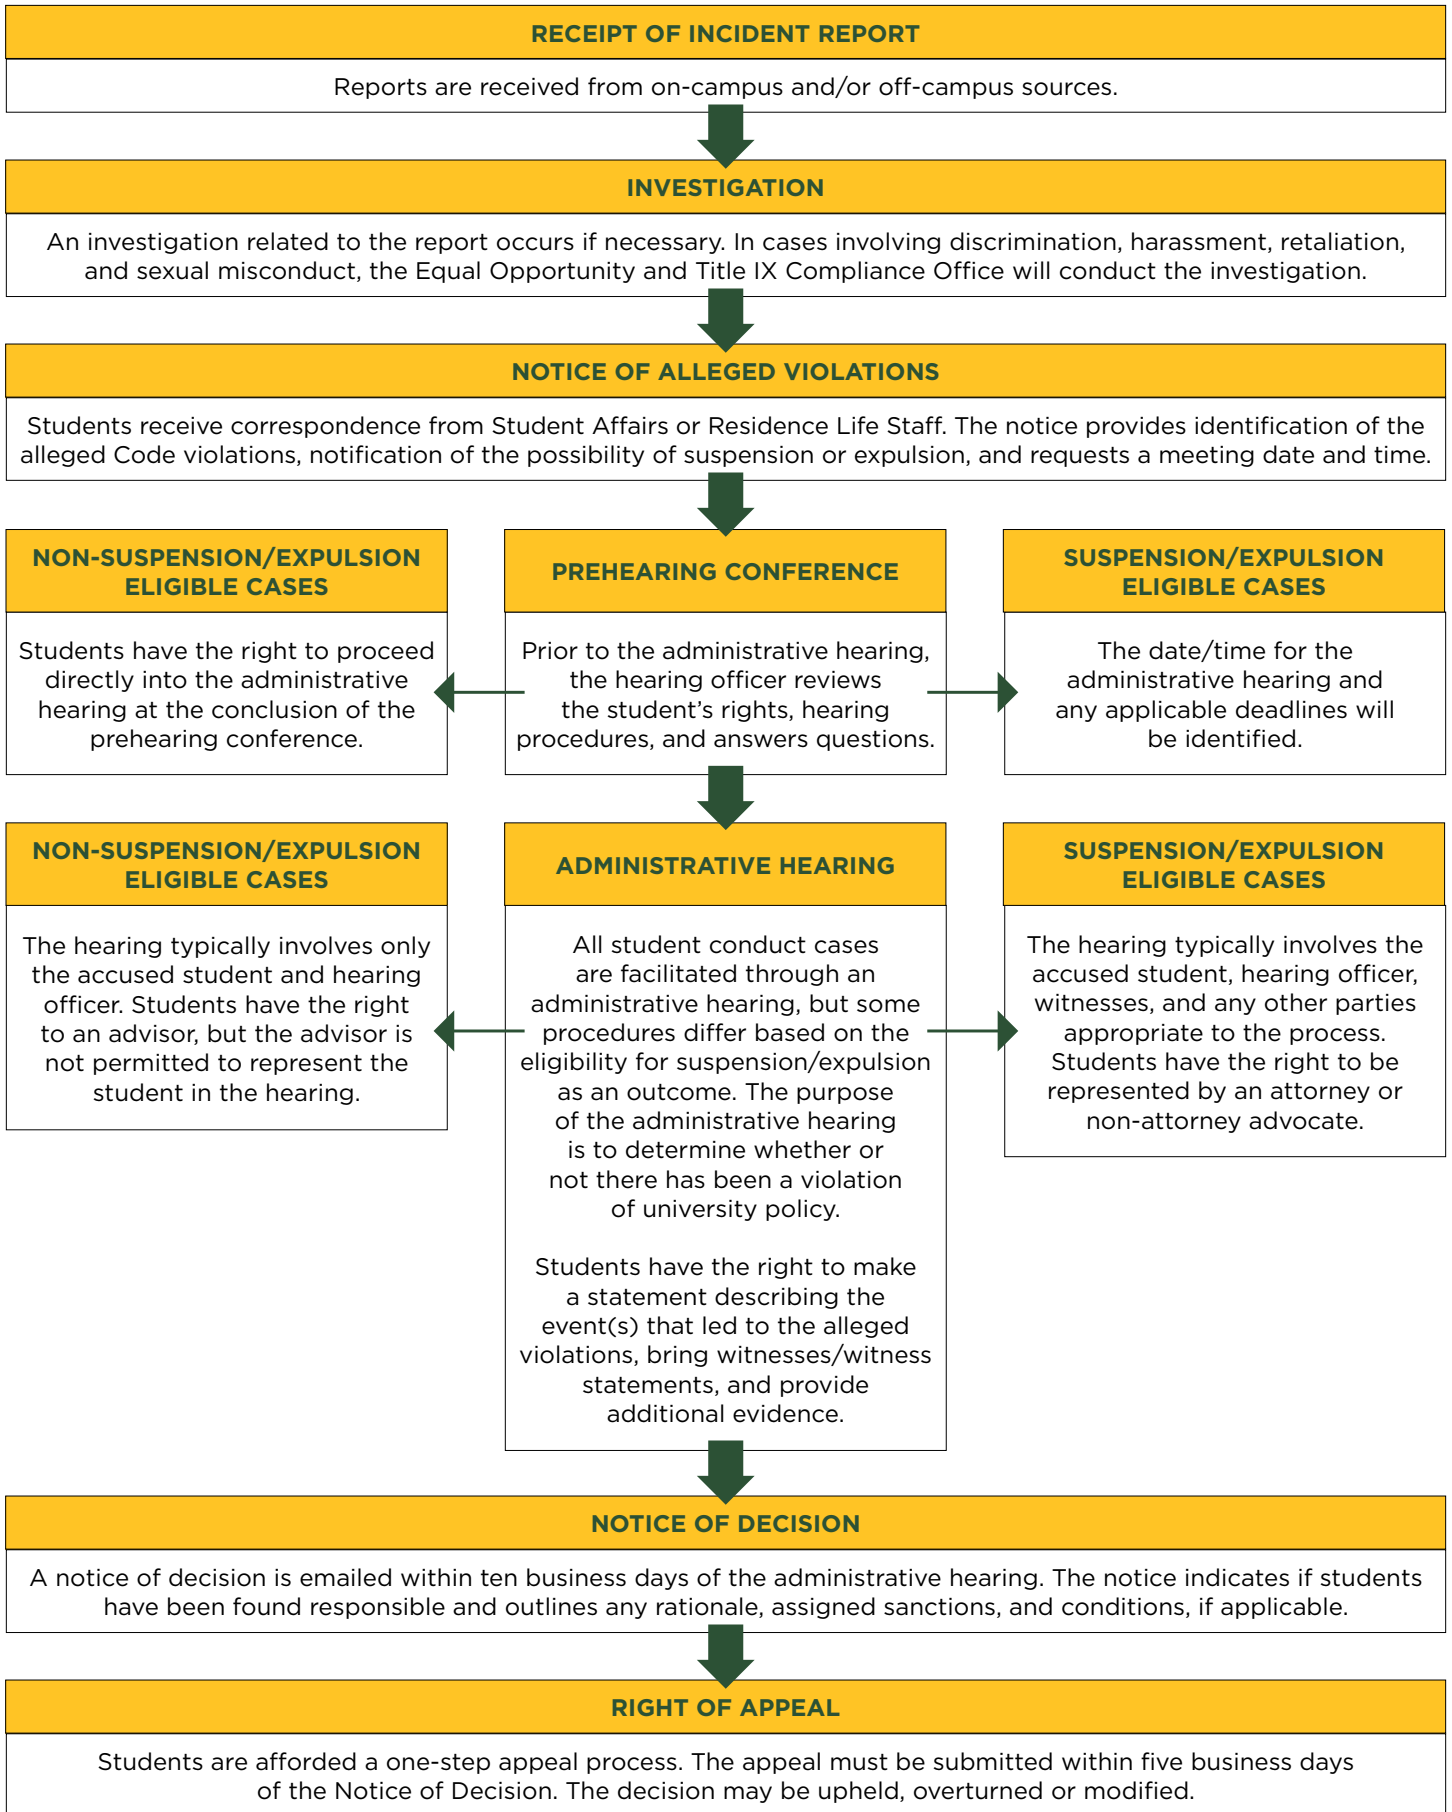 RECEIPT OF INCIDENT REPORT
Reports are received from on-campus and/or off-campus sources.
INVESTIGATION
An investigation related to the report occurs if necessary. In cases involving discrimination, harassment, retaliation,
and sexual misconduct, the Equal Opportunity and Title IX Compliance Office will conduct the investigation.
NOTICE OF ALLEGED VIOLATIONS
Students receive correspondence from Student Affairs or Residence Life Staff. The notice provides identification of the
alleged Code violations, notification of the possibility of suspension or expulsion, and requests a meeting date and time.
NON-SUSPENSION/EXPULSION
ELIGIBLE CASES
Students have the right to proceed
directly into the administrative
hearing at the conclusion of the
prehearing conference.
PREHEARING CONFERENCE
Prior to the administrative hearing,
the hearing officer reviews
the student's rights, hearing
procedures, and answers questions.
SUSPENSION/EXPULSION
ELIGIBLE CASES
The date/time for the
administrative hearing and
any applicable deadlines will
be identified.
NON-SUSPENSION/EXPULSION
ELIGIBLE CASES
The hearing typically involves only
the accused student and hearing
officer. Students have the right
to an advisor, but the advisor is
not permitted to represent the
student in the hearing.
ADMINISTRATIVE HEARING
All student conduct cases
are facilitated through an
administrative hearing, but some
procedures differ based on the
eligibility for suspension/expulsion
as an outcome. The purpose
of the administrative hearing
is to determine whether or
not there has been a violation
of university policy.
Students have the right to make
a statement describing the
event(s) that led to the alleged
violations, bring witnesses/witness
statements, and provide
additional evidence.
SUSPENSION/EXPULSION
ELIGIBLE CASES
The hearing typically involves the
accused student, hearing officer,
witnesses, and any other parties
appropriate to the process.
Students have the right to be
represented by an attorney or
non-attorney advocate.
NOTICE OF DECISION
A notice of decision is emailed within ten business days of the administrative hearing. The notice indicates if students
have been found responsible and outlines any rationale, assigned sanctions, and conditions, if applicable.
RIGHT OF APPEAL
Students are afforded a one-step appeal process. The appeal must be submitted within five business days
of the Notice of Decision. The decision may be upheld, overturned or modified.